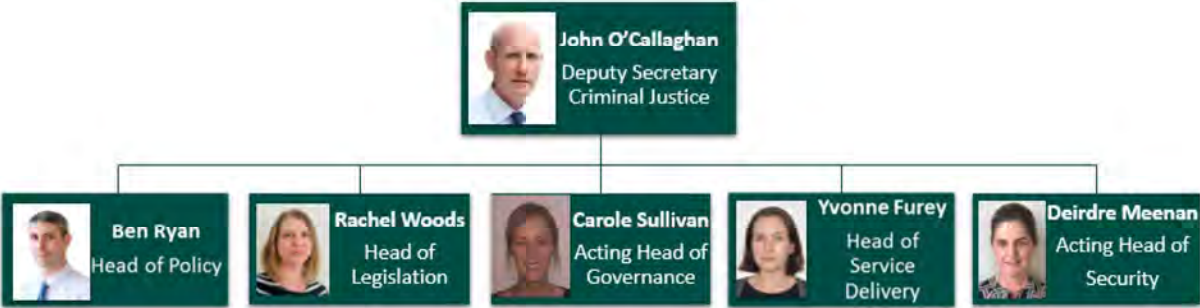 John O'Callaghan
Deputy Secretary
Criminal Justice
Ben Ryan
Head of Policy
Rachel Woods
Head of
Legislation
Carole Sullivan
Acting Head of
Governance
Yvonne Furey
Head of
Service
Delivery
Deirdre Meenan
Acting Head of
Security